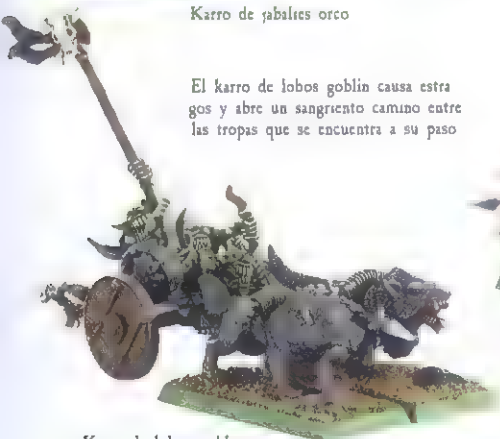 Karro de jabalíes orco
El karro de lobos goblin causa estra
gos y abre un sangriento camino entre
las tropas que se encuentra a su paso